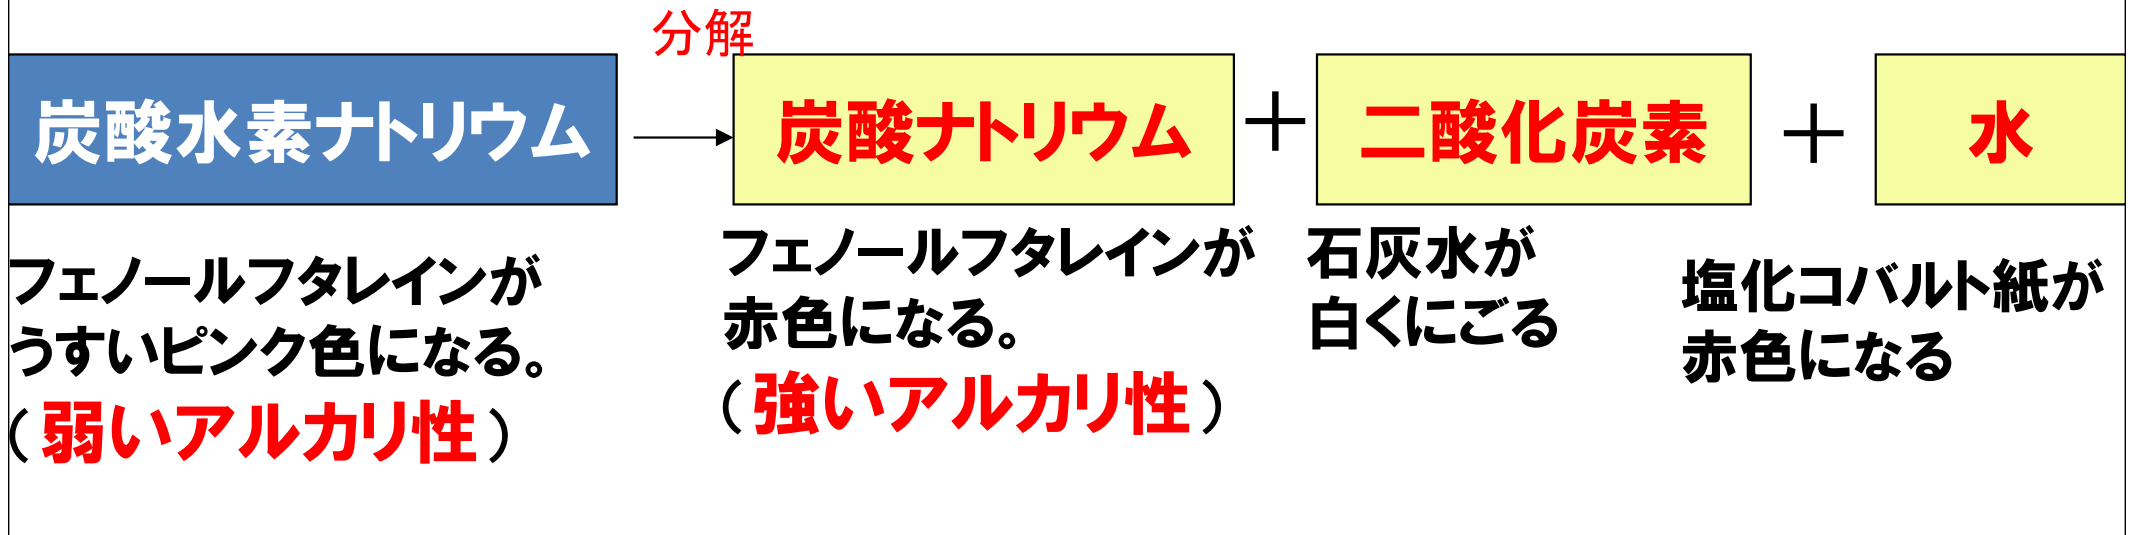 分解
炭酸水素ナトリウム → 炭酸ナトリウム + 二酸化炭素 + 水
フェノールフタレインが
うすいピンク色になる。
(弱いアルカリ性)
フェノールフタレインが
赤色になる。
(強いアルカリ性)
石灰水が
白くにごる
塩化コバルト紙が
赤色になる